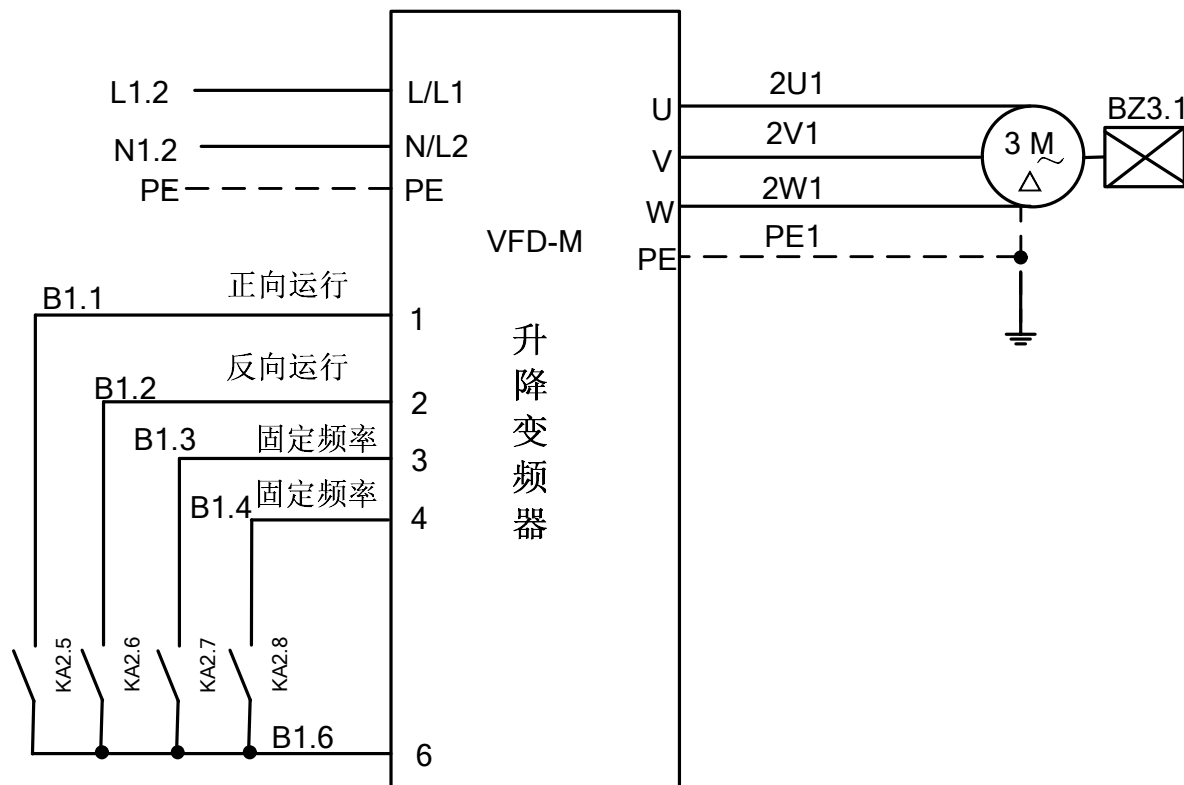 L1.2
L/L1
N1.2
N/L2
PE
PE
U
2U1
V
2V1
W
2W1
PE
PE1
3 M
~
△
BZ3.1
VFD-M
升降变频器
B1.1
正向运行
1
B1.2
反向运行
2
B1.3
固定频率
3
B1.4
固定频率
4
KA2.5
KA2.6
KA2.7
KA2.8
B1.6
6